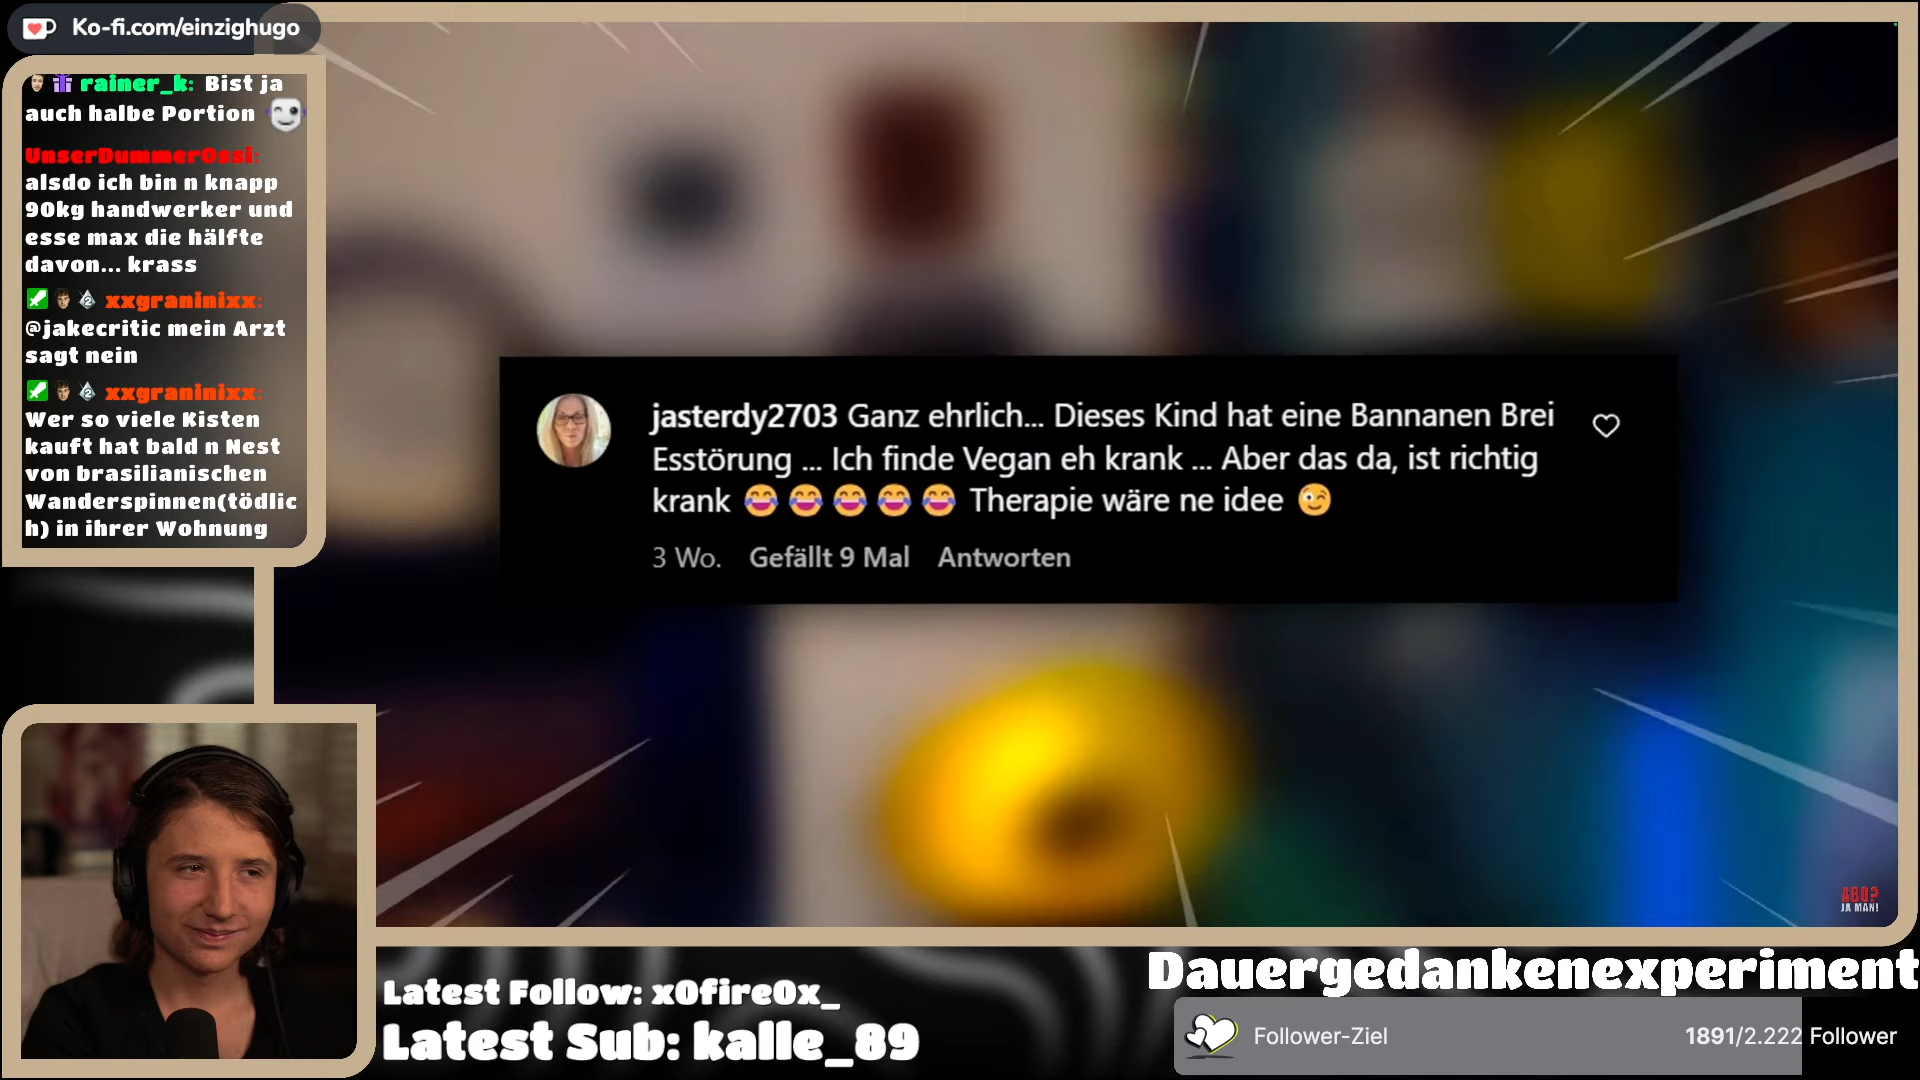 Ko-fi.com/einzighugo
rainer_k: Bist ja
auch halbe Portion
UnserDummerOssi:
alsdo ich bin n knapp
90kg handwerker und
esse max die hälfte
davon... krass
xxgraninixx:
@jakecritic mein Arzt
sagt nein
xxgraninixx:
Wer so viele Kisten
kauft hat bald n Nest
von brasilianischen
Wanderspinnen(tödlic
h) in ihrer Wohnung
jasterdy2703 Ganz ehrlich... Dieses Kind hat eine Bannanen Brei
Esstörung ... Ich finde Vegan eh krank ... Aber das da, ist richtig
krank 😂😂😂😂😂 Therapie wäre ne idee 😉
3 Wo. Gefällt 9 Mal Antworten
ABO?
JA MAN!
Latest Follow: x0fire0x_
Latest Sub: kalle_89
Dauergedankenexperiment
Follower-Ziel 1891/2.222 Follower